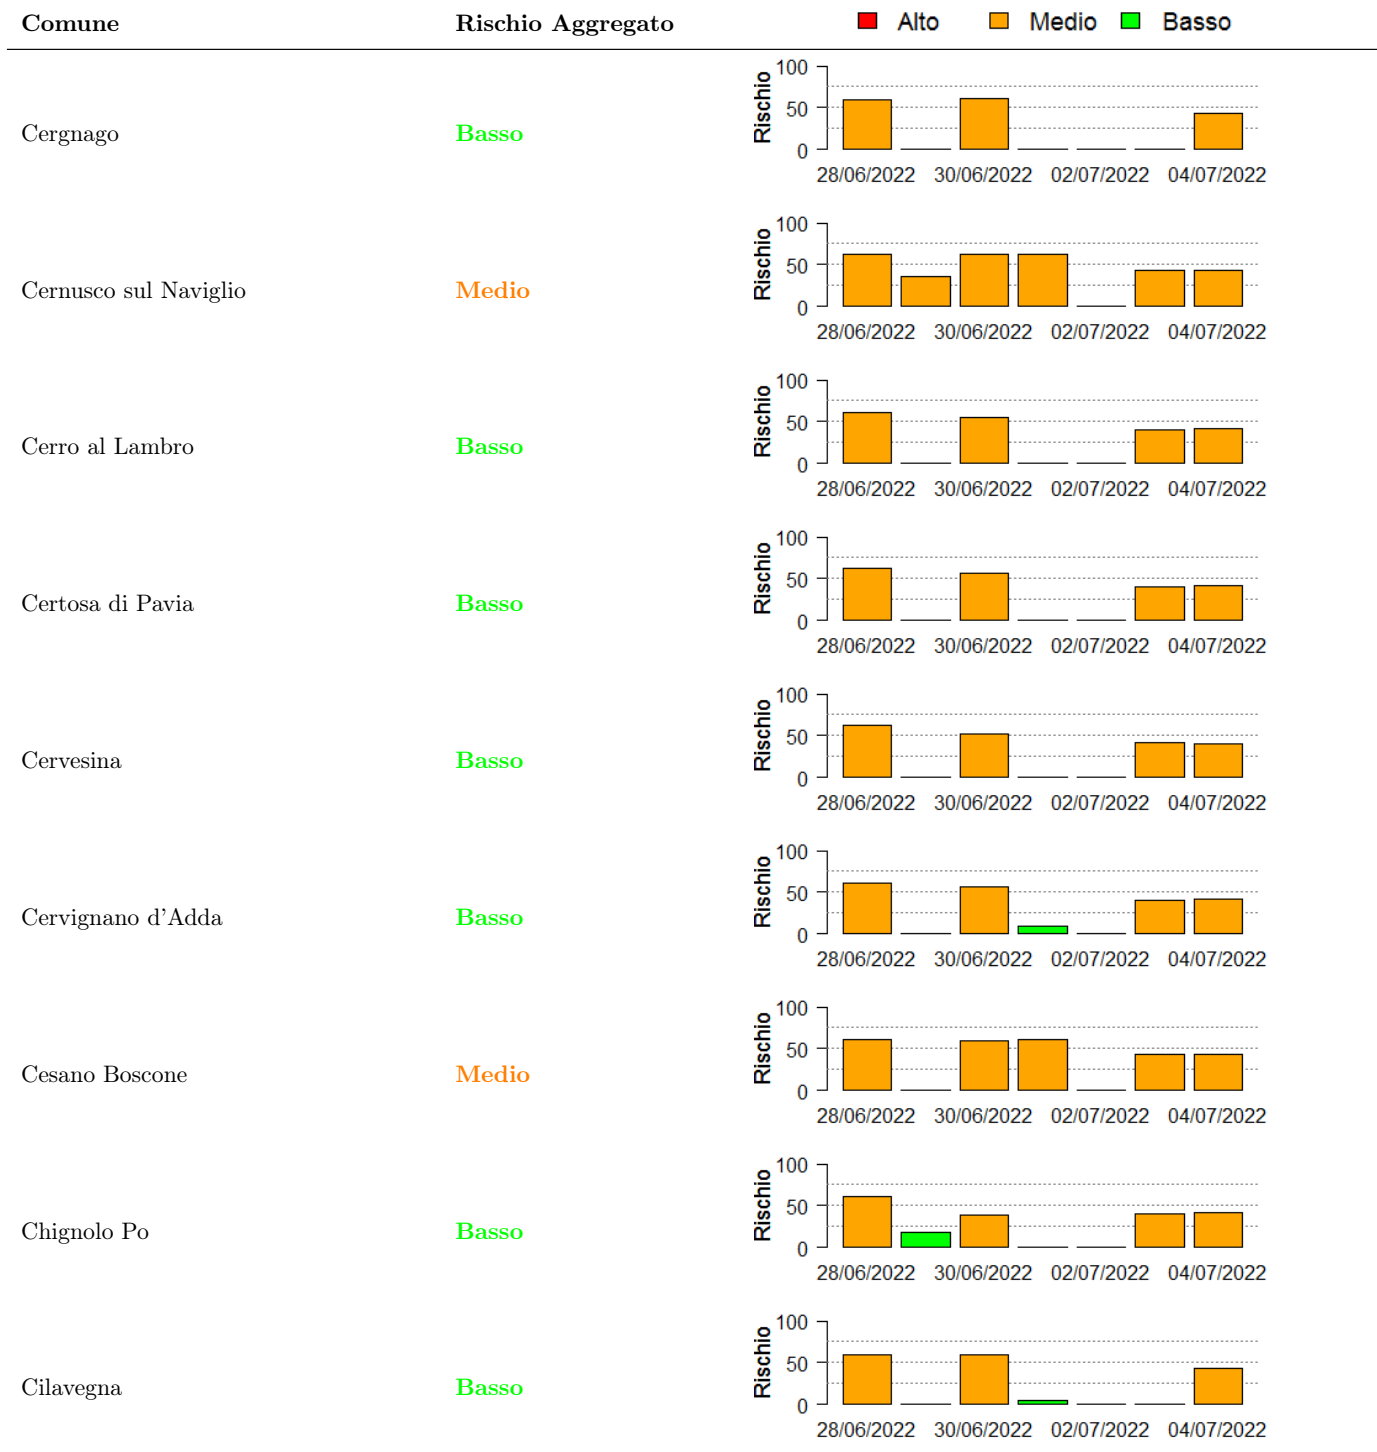 Comune Rischio Aggregato Alto Medio Basso
100
50
0
Rischio
Cergnago Basso
28/06/2022 30/06/2022 02/07/2022 04/07/2022
100
50
0
Rischio
Cernusco sul Naviglio Medio
28/06/2022 30/06/2022 02/07/2022 04/07/2022
100
50
0
Rischio
Cerro al Lambro Basso
28/06/2022 30/06/2022 02/07/2022 04/07/2022
100
50
0
Rischio
Certosa di Pavia Basso
28/06/2022 30/06/2022 02/07/2022 04/07/2022
100
50
0
Rischio
Cervesina Basso
28/06/2022 30/06/2022 02/07/2022 04/07/2022
100
50
0
Rischio
Cervignano d'Adda Basso
28/06/2022 30/06/2022 02/07/2022 04/07/2022
100
50
0
Rischio
Cesano Boscone Medio
28/06/2022 30/06/2022 02/07/2022 04/07/2022
100
50
0
Rischio
Chignolo Po Basso
28/06/2022 30/06/2022 02/07/2022 04/07/2022
100
50
0
Rischio
Cilavegna Basso
28/06/2022 30/06/2022 02/07/2022 04/07/2022